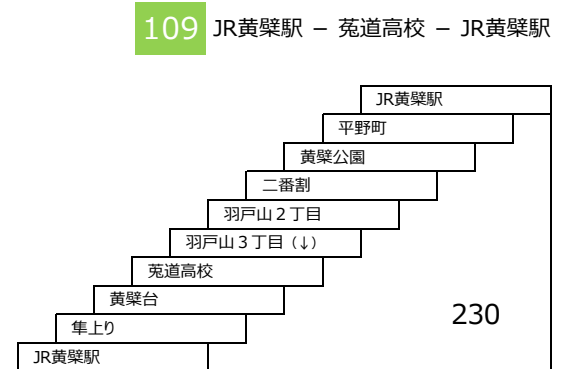 109 JR黄檗駅 － 菟道高校 － JR黄檗駅
JR黄檗駅
平野町
黄檗公園
二番割
羽戸山２丁目
羽戸山３丁目（↓）
菟道高校
黄檗台
隼上り
230
JR黄檗駅